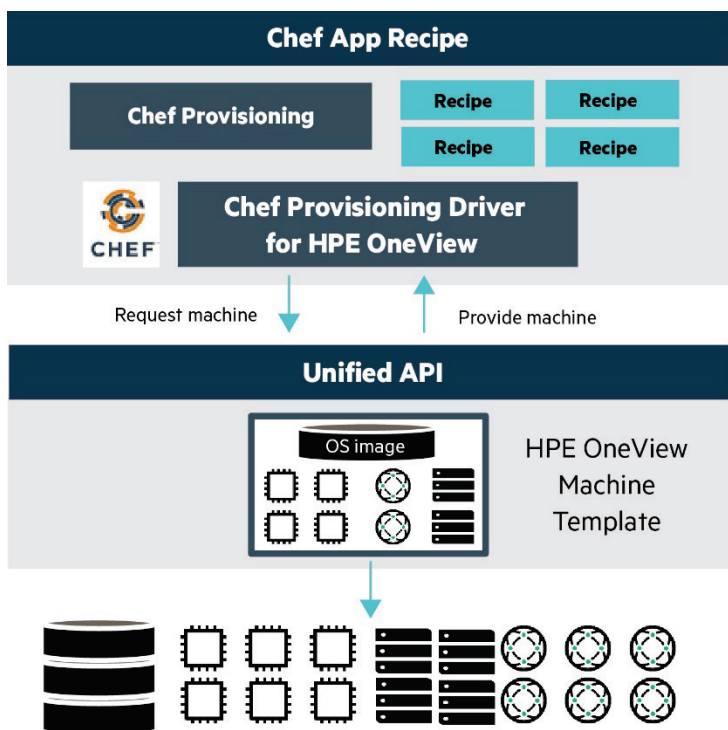 Chef App Recipe
Chef Provisioning
Recipe
Recipe
Recipe
Recipe
CHEF
Chef Provisioning Driver
for HPE OneView
Request machine
Provide machine
Unified API
OS image
HPE OneView
Machine
Template